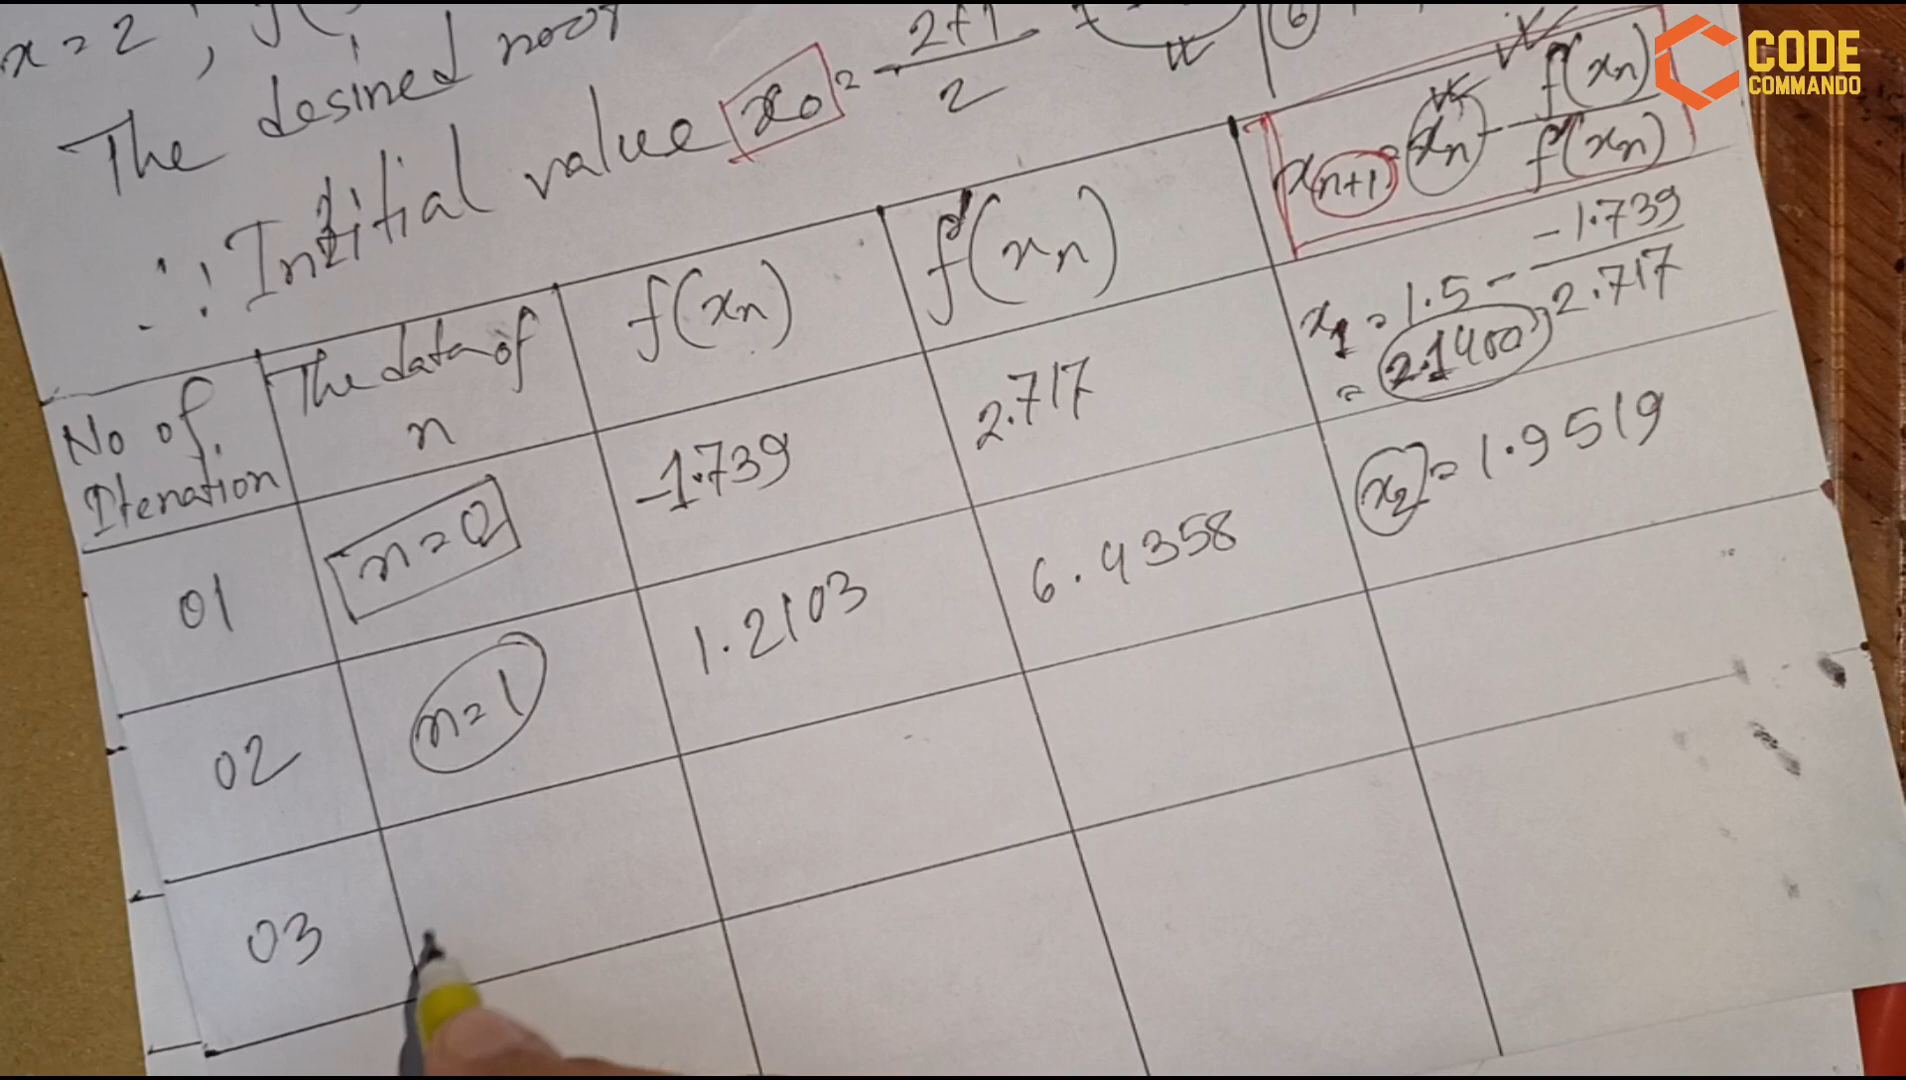 x = 2 ; f(
The desired root
∴ Initial value x₀ = 2+1 / 2
CODE
COMMANDO
No of. Iteration
The data of n
f(xₙ)
f'(xₙ)
xₙ₊₁ = xₙ - f(xₙ) / f'(xₙ)
01
n = 0
-1.739
2.717
x₁ = 1.5 - -1.739 / 2.717
= 2.1400
02
n = 1
1.2103
6.4358
x₂ = 1.9519
03